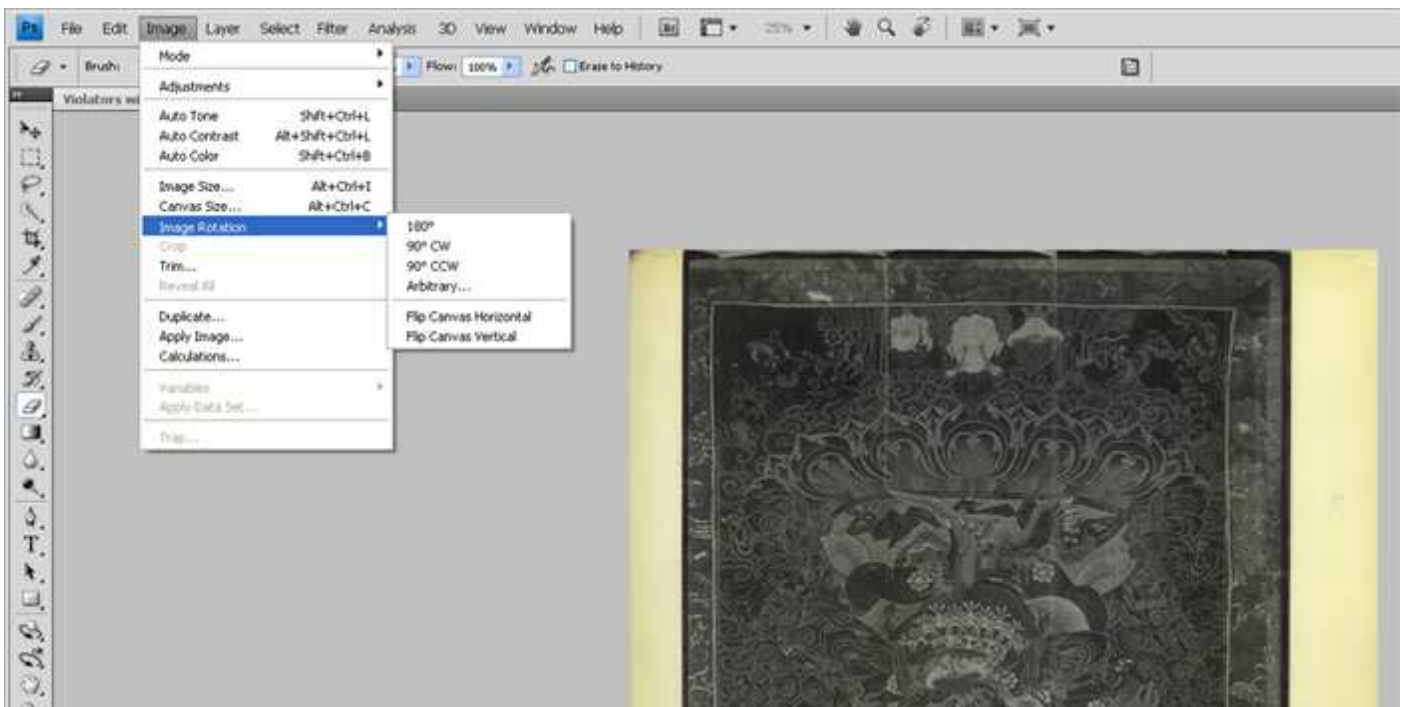 Ps File Edit Image Layer Select Filter Analysis 3D View Window Help Br 25%
Brush: Flow: 100% Erase to History
Violators
Mode
Adjustments
Auto Tone Shift+Ctrl+L
Auto Contrast Alt+Shift+Ctrl+L
Auto Color Shift+Ctrl+B
Image Size... Alt+Ctrl+I
Canvas Size... Alt+Ctrl+C
Image Rotation
180°
90° CW
90° CCW
Arbitrary...
Flip Canvas Horizontal
Flip Canvas Vertical
Crop
Trim...
Reveal All
Duplicate...
Apply Image...
Calculations...
Variables
Apply Data Set...
Trap...
T